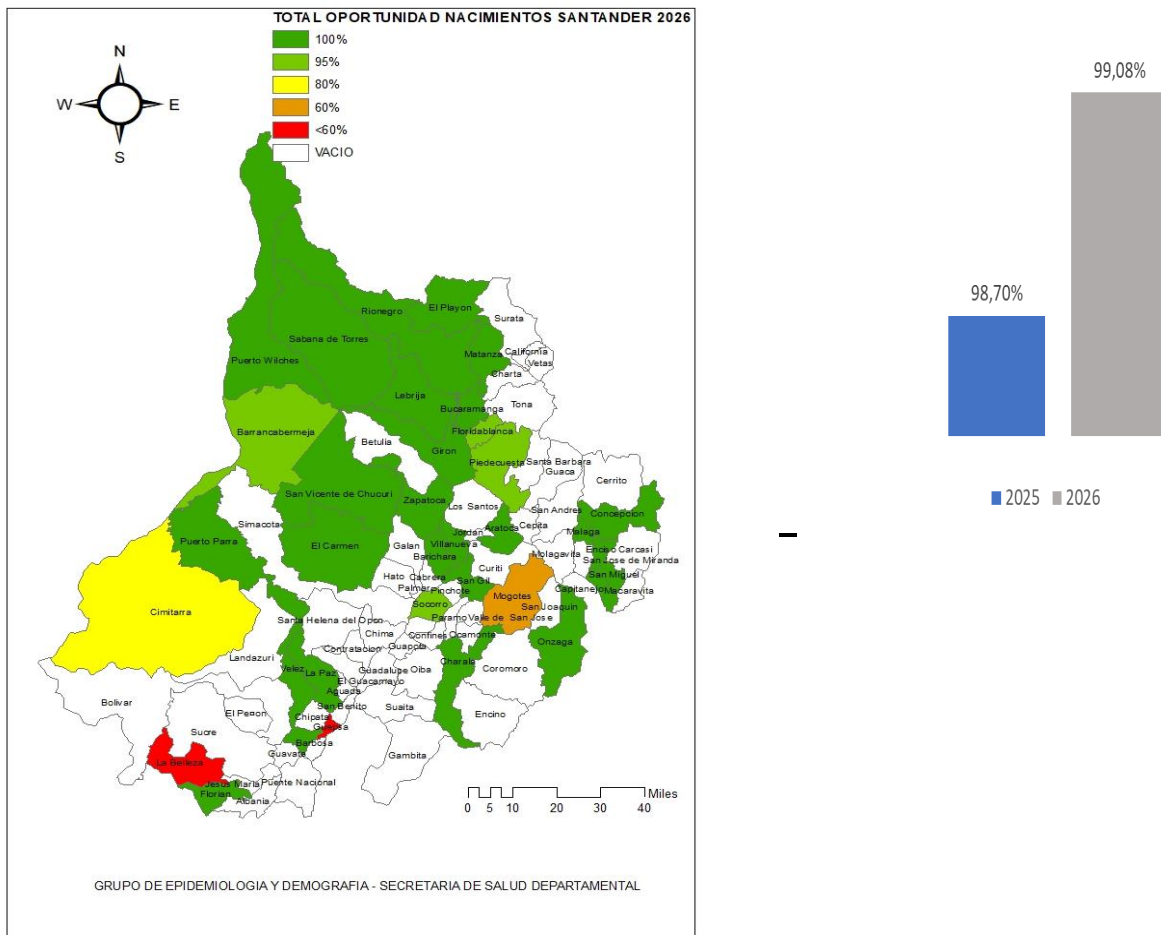 TOTAL OPORTUNIDAD NACIMIENTOS SANTANDER 2026
100%
95%
80%
60%
<60%
VACIO
N
W
E
S
99,08%
98,70%
2025
2026
El Playon
Rionegro
Surata
Sabana de Torres
Matanza
California
Vetas
Puerto Wilches
Charta
Lebrija
Tona
Bucaramanga
Barrancabermeja
Floridablanca
Betulia
Giron
Piedecuesta
Santa Barbara
Guaca
Cerrito
San Vicente de Chucuri
Zapatoca
Los Santos
San Andres
Concepcion
Simacota
Jordan
Aratoca
Cepita
Malaga
Puerto Parra
El Carmen
Galan
Villanueva
Enciso
Carcasi
Barichara
Molagavita
San Jose de Miranda
Curiti
Hato
Cabrera
San Gil
San Miguel
Palmar
Pinchote
Capitanejo
Macaravita
Mogotes
Socorro
San Joaquin
Cimitarra
Santa Helena del Opon
Paramo
Valle de San Jose
Chima
Confines
Ocamonte
Onzaga
Contratacion
Guapota
Landazuri
Charala
Velez
La Paz
Guadalupe
Oiba
Coromoro
El Guacamayo
Aguada
Bolivar
San Benito
Suaita
El Penon
Chipata
Encino
Guepsa
Sucre
Barbosa
Guavata
Gambita
La Belleza
Jesus Maria
Puente Nacional
Florian
Albania
Miles
0 5 10 20 30 40
GRUPO DE EPIDEMIOLOGIA Y DEMOGRAFIA - SECRETARIA DE SALUD DEPARTAMENTAL